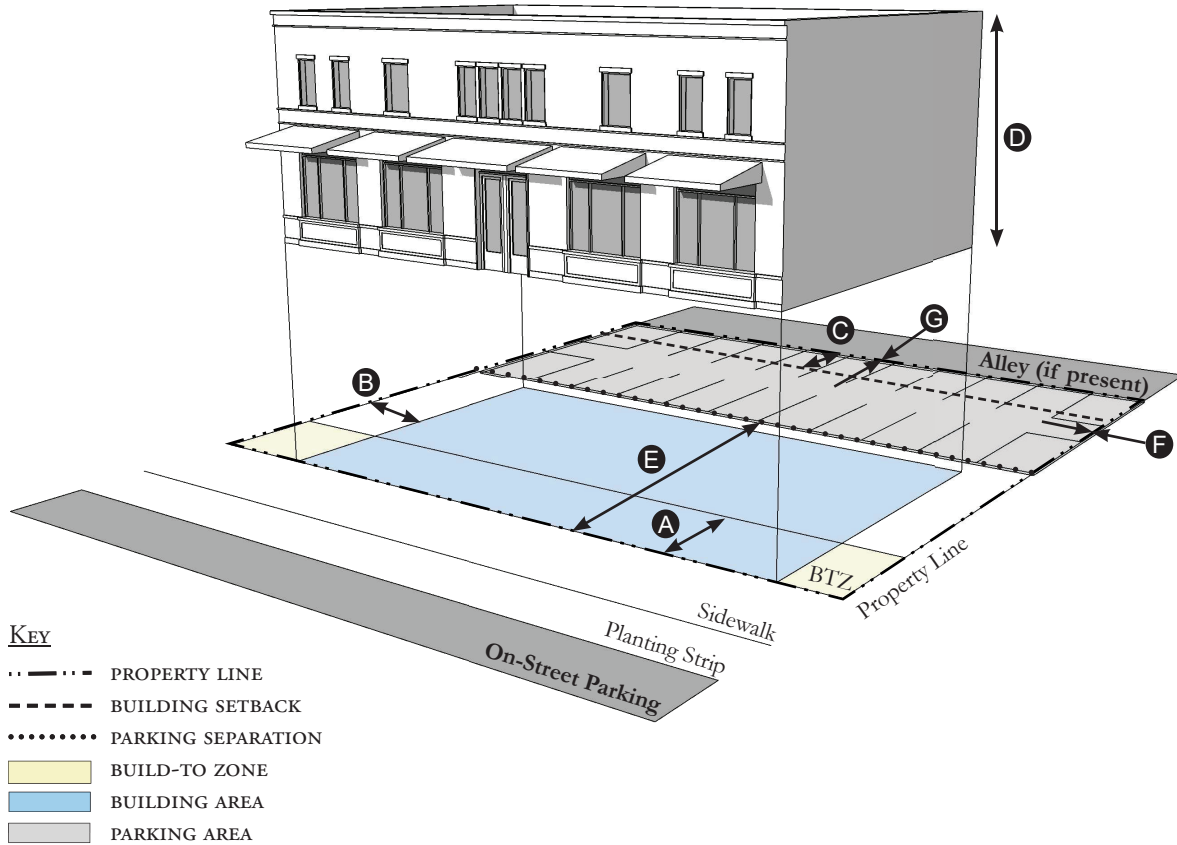 D
G
C
Alley (if present)
B
F
E
A
BTZ
Property Line
Sidewalk
Planting Strip
On-Street Parking
KEY
PROPERTY LINE
BUILDING SETBACK
PARKING SEPARATION
BUILD-TO ZONE
BUILDING AREA
PARKING AREA